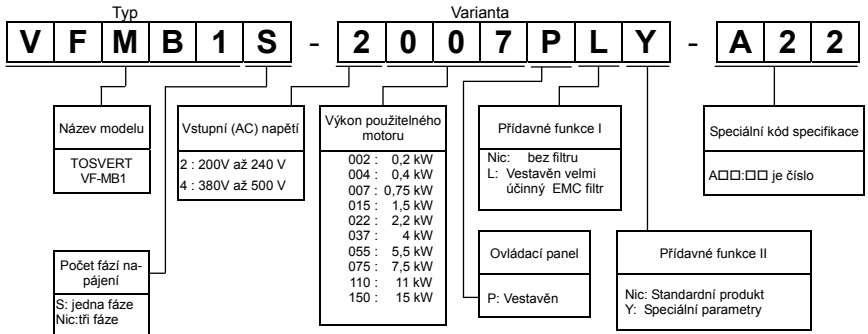 Typ
Varianta
V F M B 1 S - 2 0 0 7 P L Y - A 2 2
Název modelu
TOSVERT
VF-MB1
Vstupní (AC) napětí
2 : 200V až 240 V
4 : 380V až 500 V
Výkon použitelného
motoru
002 : 0,2 kW
004 : 0,4 kW
007 : 0,75 kW
015 : 1,5 kW
022 : 2,2 kW
037 : 4 kW
055 : 5,5 kW
075 : 7,5 kW
110 : 11 kW
150 : 15 kW
Přídavné funkce I
Nic: bez filtru
L: Vestavěn velmi
účinný EMC filtr
Speciální kód specifikace
A□□:□□ je číslo
Počet fází na-
pájení
S: jedna fáze
Nic:tři fáze
Ovládací panel
P: Vestavěn
Přídavné funkce II
Nic: Standardní produkt
Y: Speciální parametry